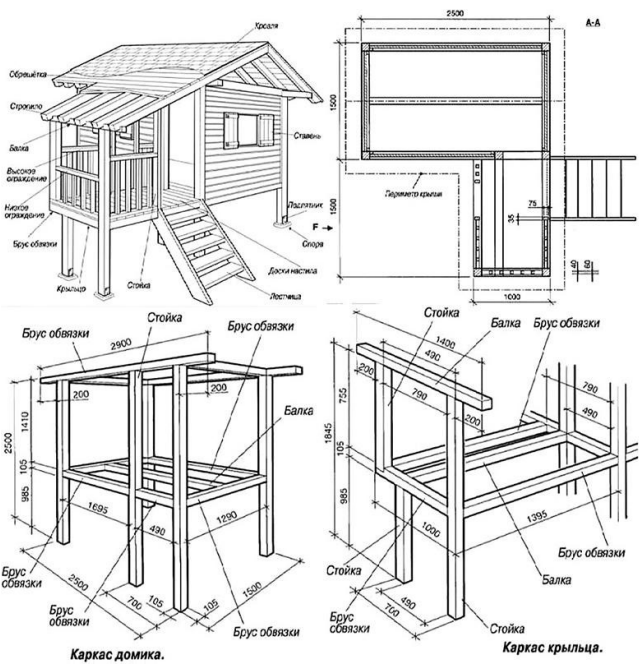 Кровля
Обрешётка
Стропило
Балка
Высокое
ограждение
Низкое
ограждение
Брус обвязки
Крыльцо
Стойка
Лестница
Доски настила
Опора
Подпятник
Ставень
2500
А-А
1500
1500
Периметр крыши
F
75
35
1000
40
60
Стойка
Брус обвязки
Брус обвязки
2900
200
200
Балка
2500
1410
105
985
1695
490
1290
Брус
обвязки
2500
700
105
105
1500
Брус
обвязки
Брус обвязки
Каркас домика.
Стойка
Балка
Брус обвязки
1400
490
200
790
200
790
490
1845
755
105
985
1000
1395
Стойка
Брус
обвязки
490
700
Стойка
Балка
Брус обвязки
Каркас крыльца.